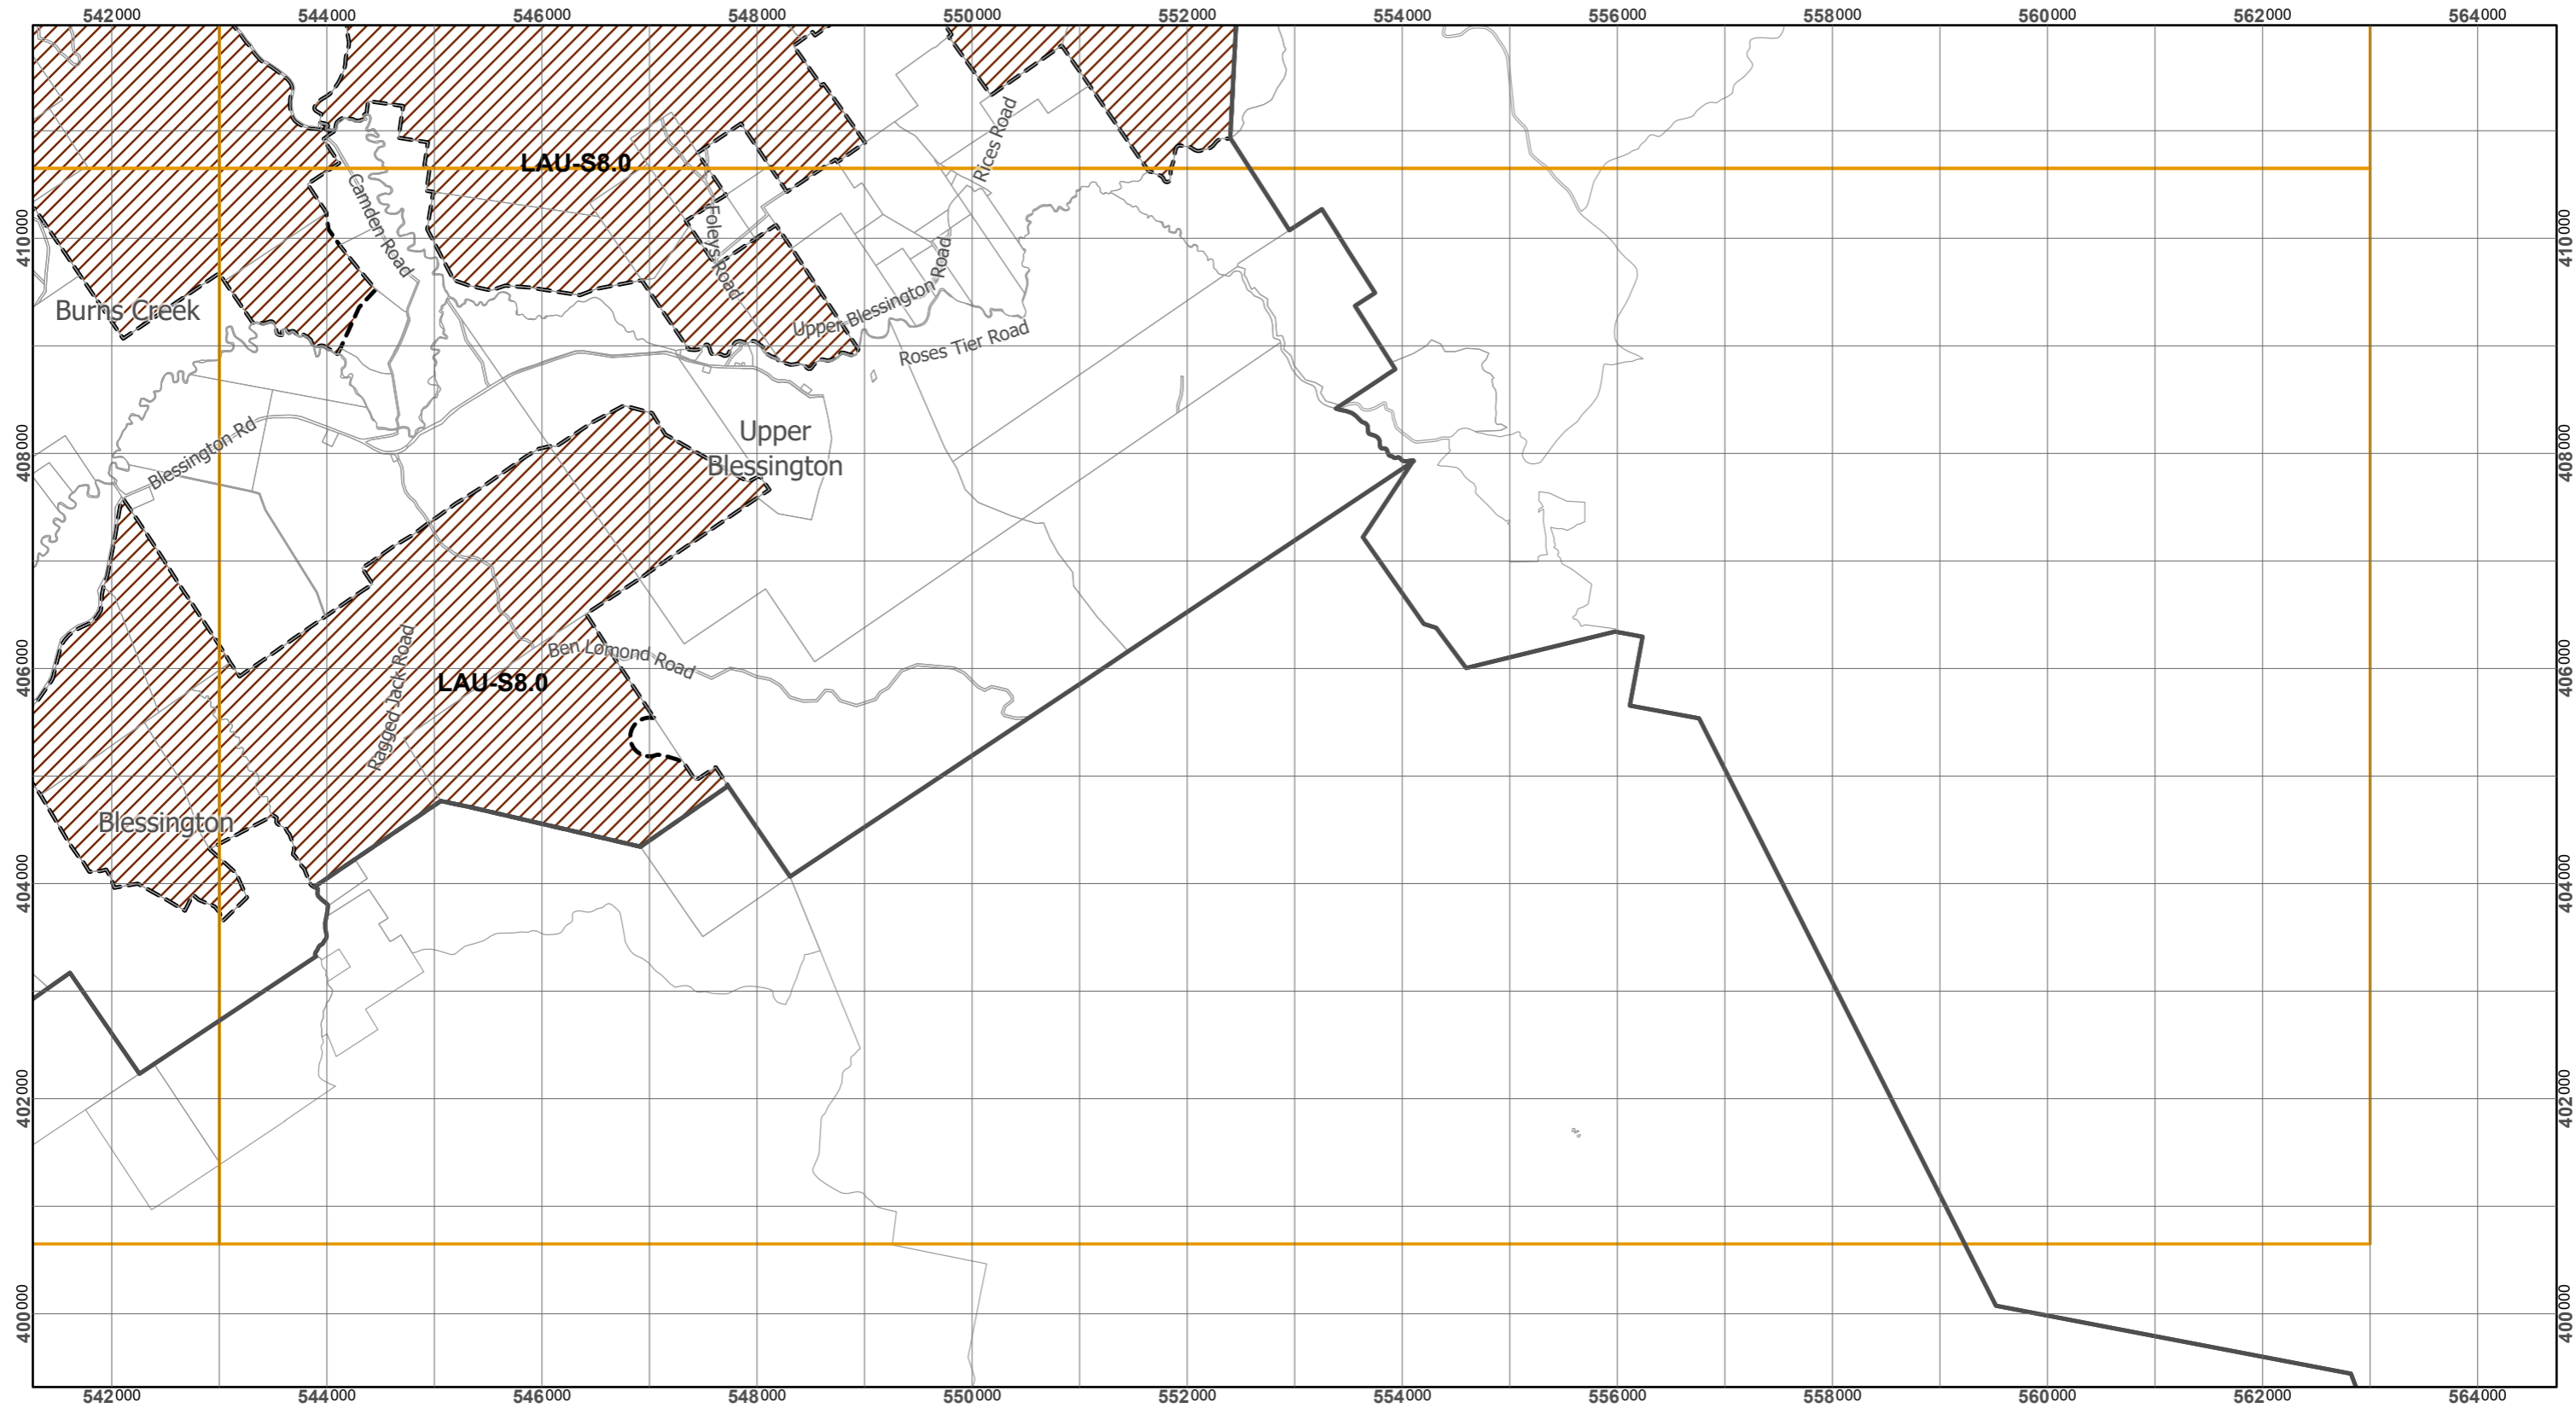 542000 544000 546000 548000 550000 552000 554000 556000 558000 560000 562000 564000
LAU-S8.0
Rices Road
Camden Road
Foleys Road
410000
410000
Burns Creek
Upper Blessington Road
Roses Tier Road
Upper
Blessington
Blessington Rd
408000
408000
Ben Lomond Road
Ragged Jack Road
406000
406000
LAU-S8.0
Blessington
404000
404000
402000
402000
400000
400000
542000 544000 546000 548000 550000 552000 554000 556000 558000 560000 562000 564000